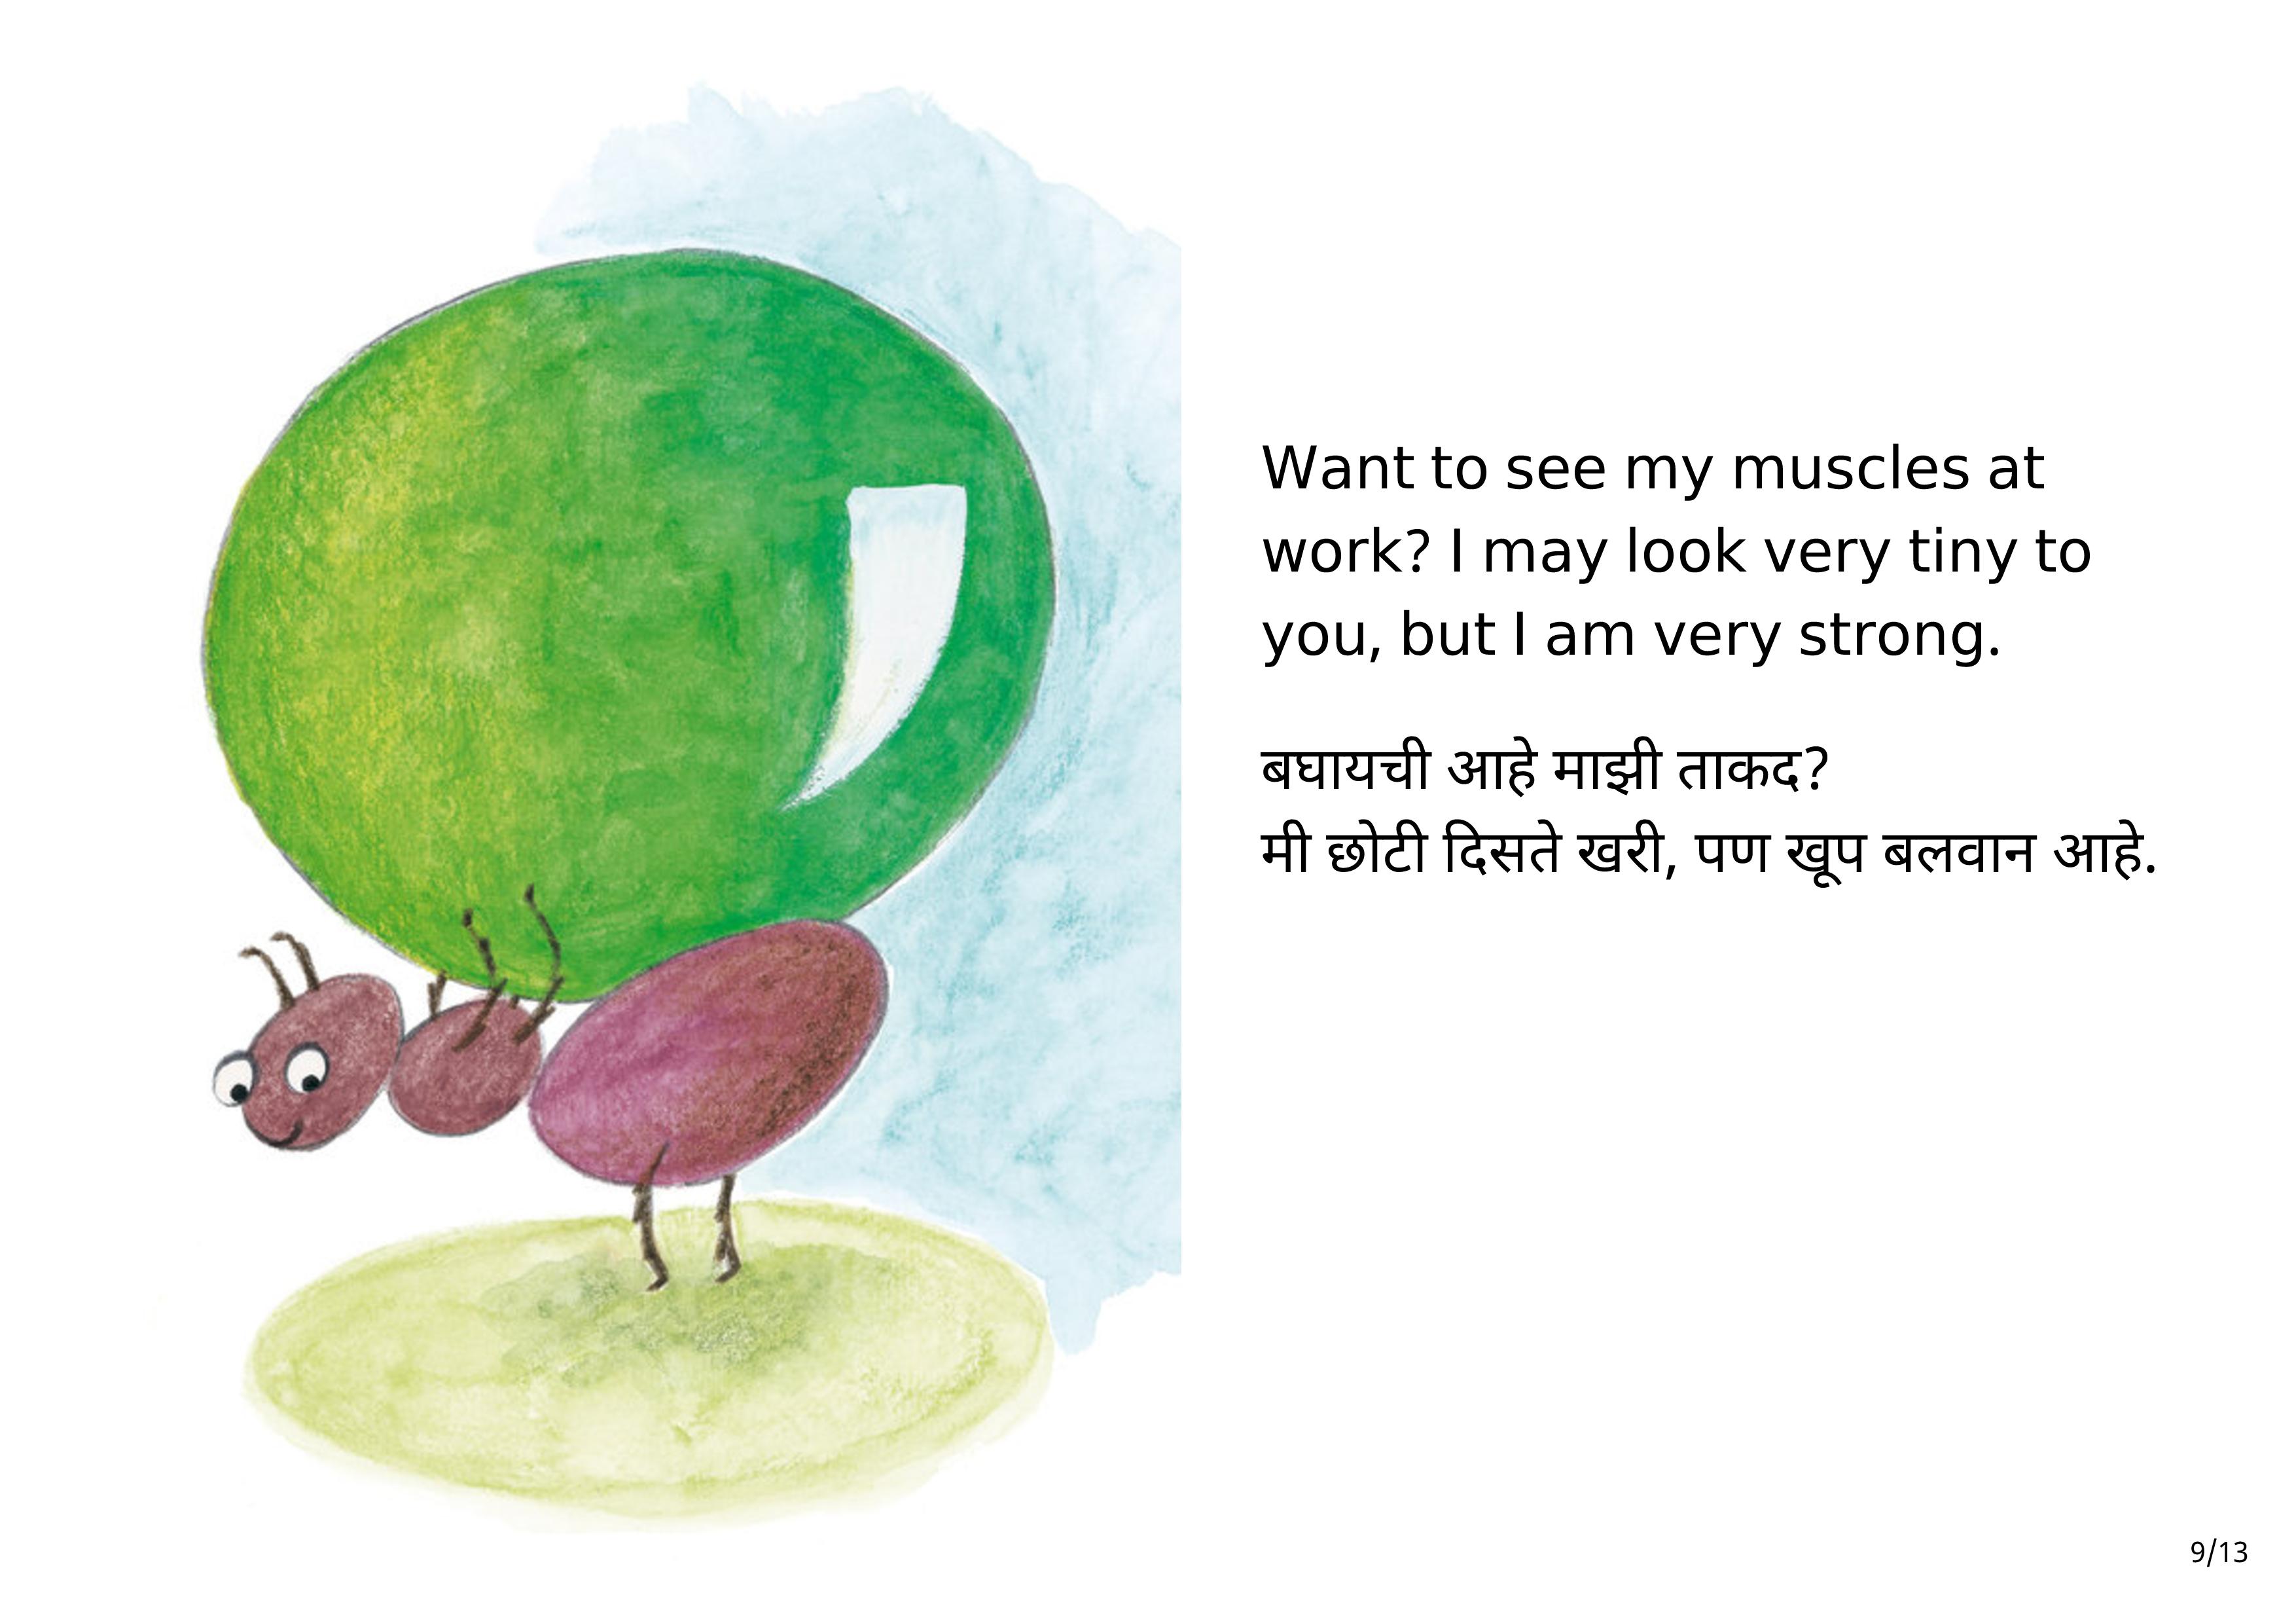 Want to see my muscles at
work? I may look very tiny to
you, but I am very strong.
बघायची आहे माझी ताकद?
मी छोटी दिसते खरी, पण खूप बलवान आहे.
9/13